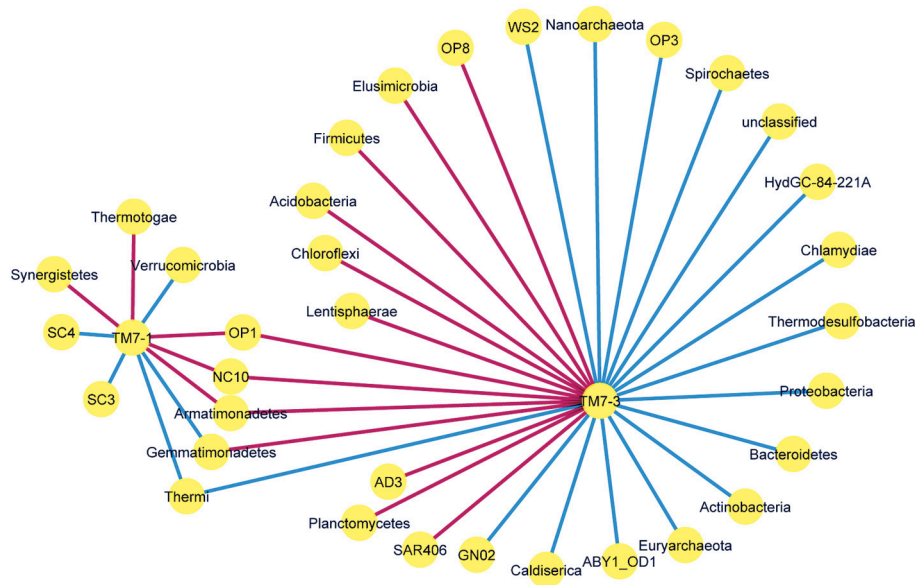 WS2
Nanoarchaeota
OP3
OP8
Spirochaetes
Elusimicrobia
unclassified
Firmicutes
HydGC-84-221A
Acidobacteria
Thermotogae
Chloroflexi
Chlamydiae
Verrucomicrobia
Synergistetes
Lentisphaerae
Thermodesulfobacteria
SC4
TM7-1
OP1
NC10
Proteobacteria
SC3
TM7-3
Armatimonadetes
Gemmatimonadetes
Bacteroidetes
AD3
Thermi
Actinobacteria
Planctomycetes
Euryarchaeota
SAR406
GN02
ABY1_OD1
Caldiserica